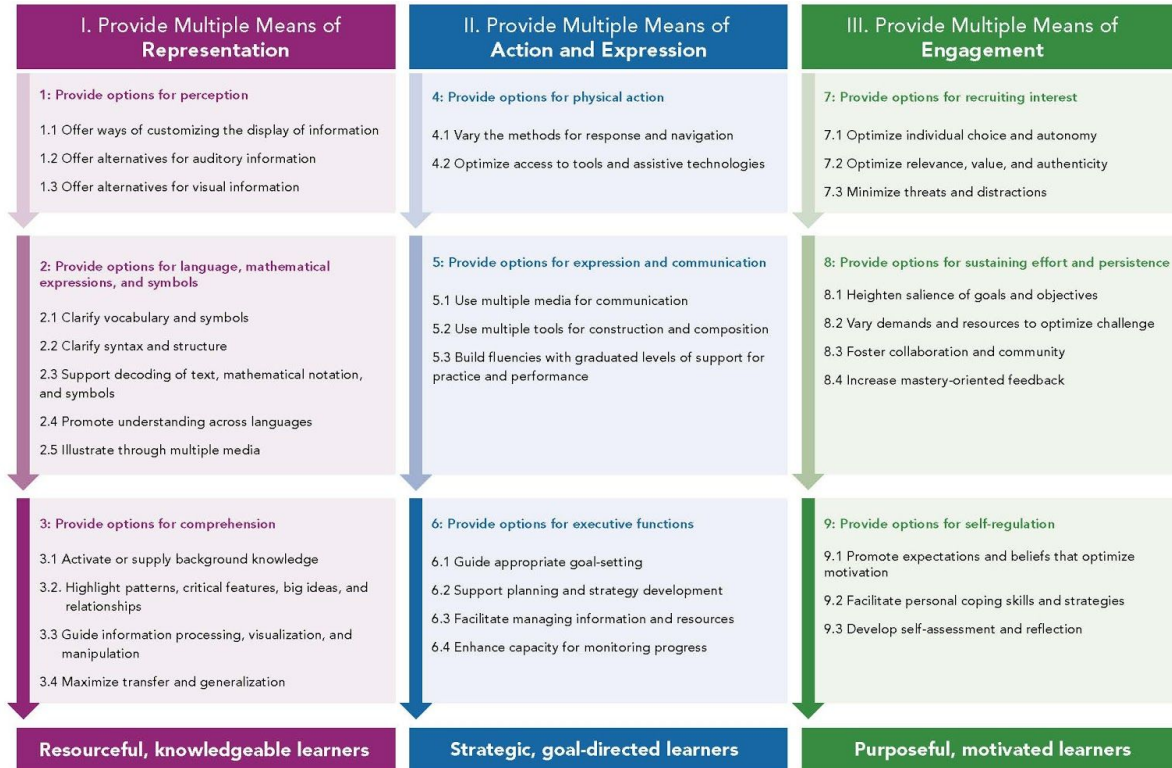 I. Provide Multiple Means of
Representation
1: Provide options for perception
1.1 Offer ways of customizing the display of information
1.2 Offer alternatives for auditory information
1.3 Offer alternatives for visual information
2: Provide options for language, mathematical
expressions, and symbols
2.1 Clarify vocabulary and symbols
2.2 Clarify syntax and structure
2.3 Support decoding of text, mathematical notation,
and symbols
2.4 Promote understanding across languages
2.5 Illustrate through multiple media
3: Provide options for comprehension
3.1 Activate or supply background knowledge
3.2. Highlight patterns, critical features, big ideas, and
relationships
3.3 Guide information processing, visualization, and
manipulation
3.4 Maximize transfer and generalization
Resourceful, knowledgeable learners
II. Provide Multiple Means of
Action and Expression
4: Provide options for physical action
4.1 Vary the methods for response and navigation
4.2 Optimize access to tools and assistive technologies
5: Provide options for expression and communication
5.1 Use multiple media for communication
5.2 Use multiple tools for construction and composition
5.3 Build fluencies with graduated levels of support for
practice and performance
6: Provide options for executive functions
6.1 Guide appropriate goal-setting
6.2 Support planning and strategy development
6.3 Facilitate managing information and resources
6.4 Enhance capacity for monitoring progress
Strategic, goal-directed learners
III. Provide Multiple Means of
Engagement
7: Provide options for recruiting interest
7.1 Optimize individual choice and autonomy
7.2 Optimize relevance, value, and authenticity
7.3 Minimize threats and distractions
8: Provide options for sustaining effort and persistence
8.1 Heighten salience of goals and objectives
8.2 Vary demands and resources to optimize challenge
8.3 Foster collaboration and community
8.4 Increase mastery-oriented feedback
9: Provide options for self-regulation
9.1 Promote expectations and beliefs that optimize
motivation
9.2 Facilitate personal coping skills and strategies
9.3 Develop self-assessment and reflection
Purposeful, motivated learners